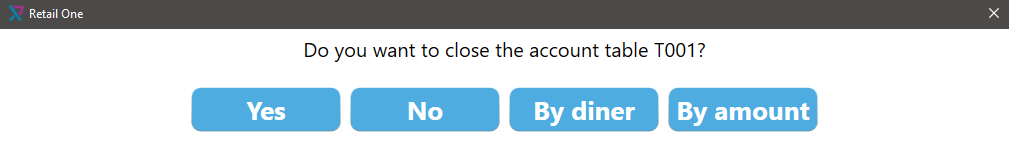 Retail One
Do you want to close the account table T001?
Yes No By diner By amount